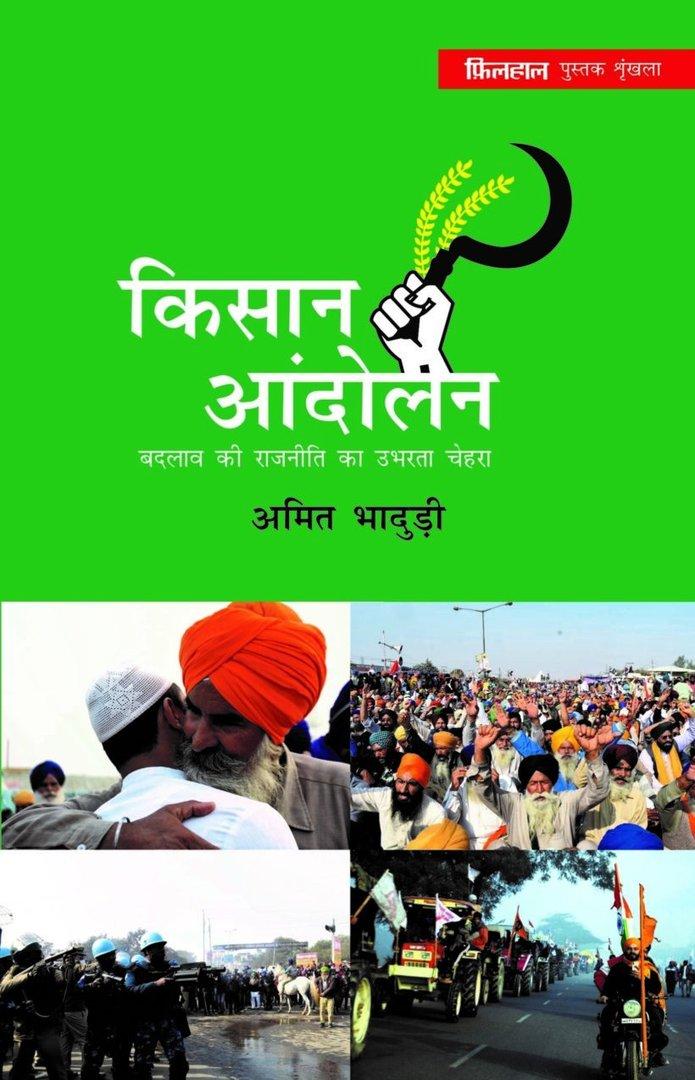 फ़िलहाल पुस्तक शृंखला
किसान
आंदोलन
बदलाव की राजनीति का उभरता चेहरा
अमित भादुड़ी